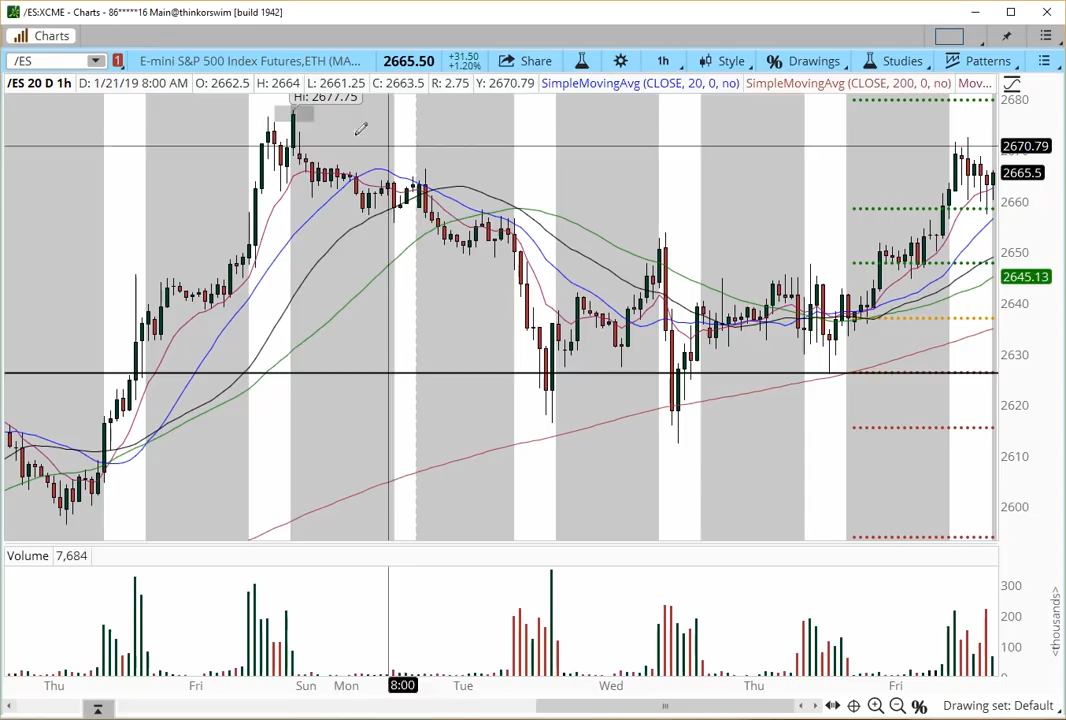 /ES:XCME - Charts - 86*****16 Main@thinkorswim [build 1942]
Charts
/ES 1 E-mini S&P 500 Index Futures,ETH (MA... 2665.50 +31.50 +1.20% Share 1h Style Drawings Studies Patterns
/ES 20 D 1h D: 1/21/19 8:00 AM O: 2662.5 H: 2664 L: 2661.25 C: 2663.5 R: 2.75 Y: 2670.79 SimpleMovingAvg (CLOSE, 20, 0, no) SimpleMovingAvg (CLOSE, 200, 0, no) Mov...
Hi: 2677.75
2680
2670.79
2665.5
2660
2650
2645.13
2640
2630
2620
2610
2600
Volume 7,684
300
200
100
<thousands>
Thu Fri Sun Mon 8:00 Tue Wed Thu Fri
Drawing set: Default